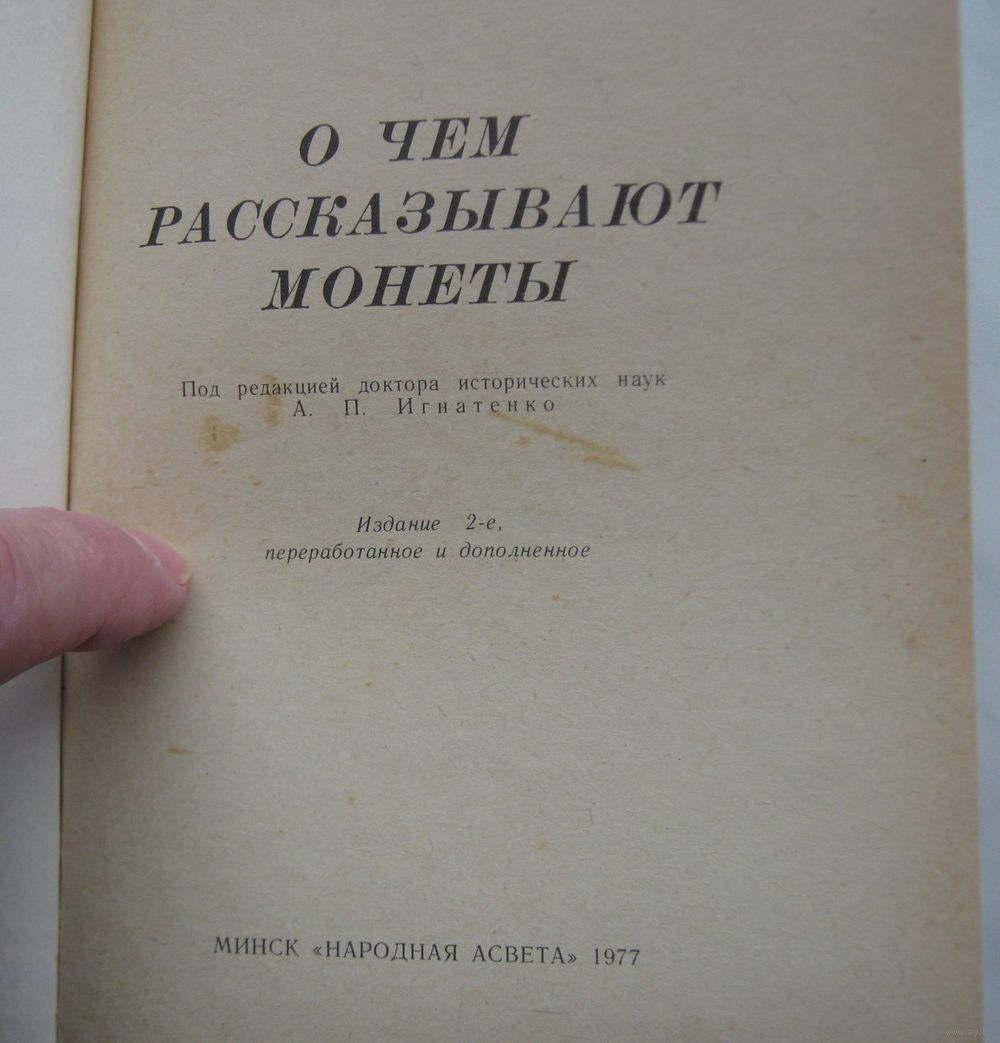 О ЧЕМ
РАССКАЗЫВАЮТ
МОНЕТЫ
Под редакцией доктора исторических наук
А. П. Игнатенко
Издание 2-е,
переработанное и дополненное
МИНСК «НАРОДНАЯ АСВЕТА» 1977